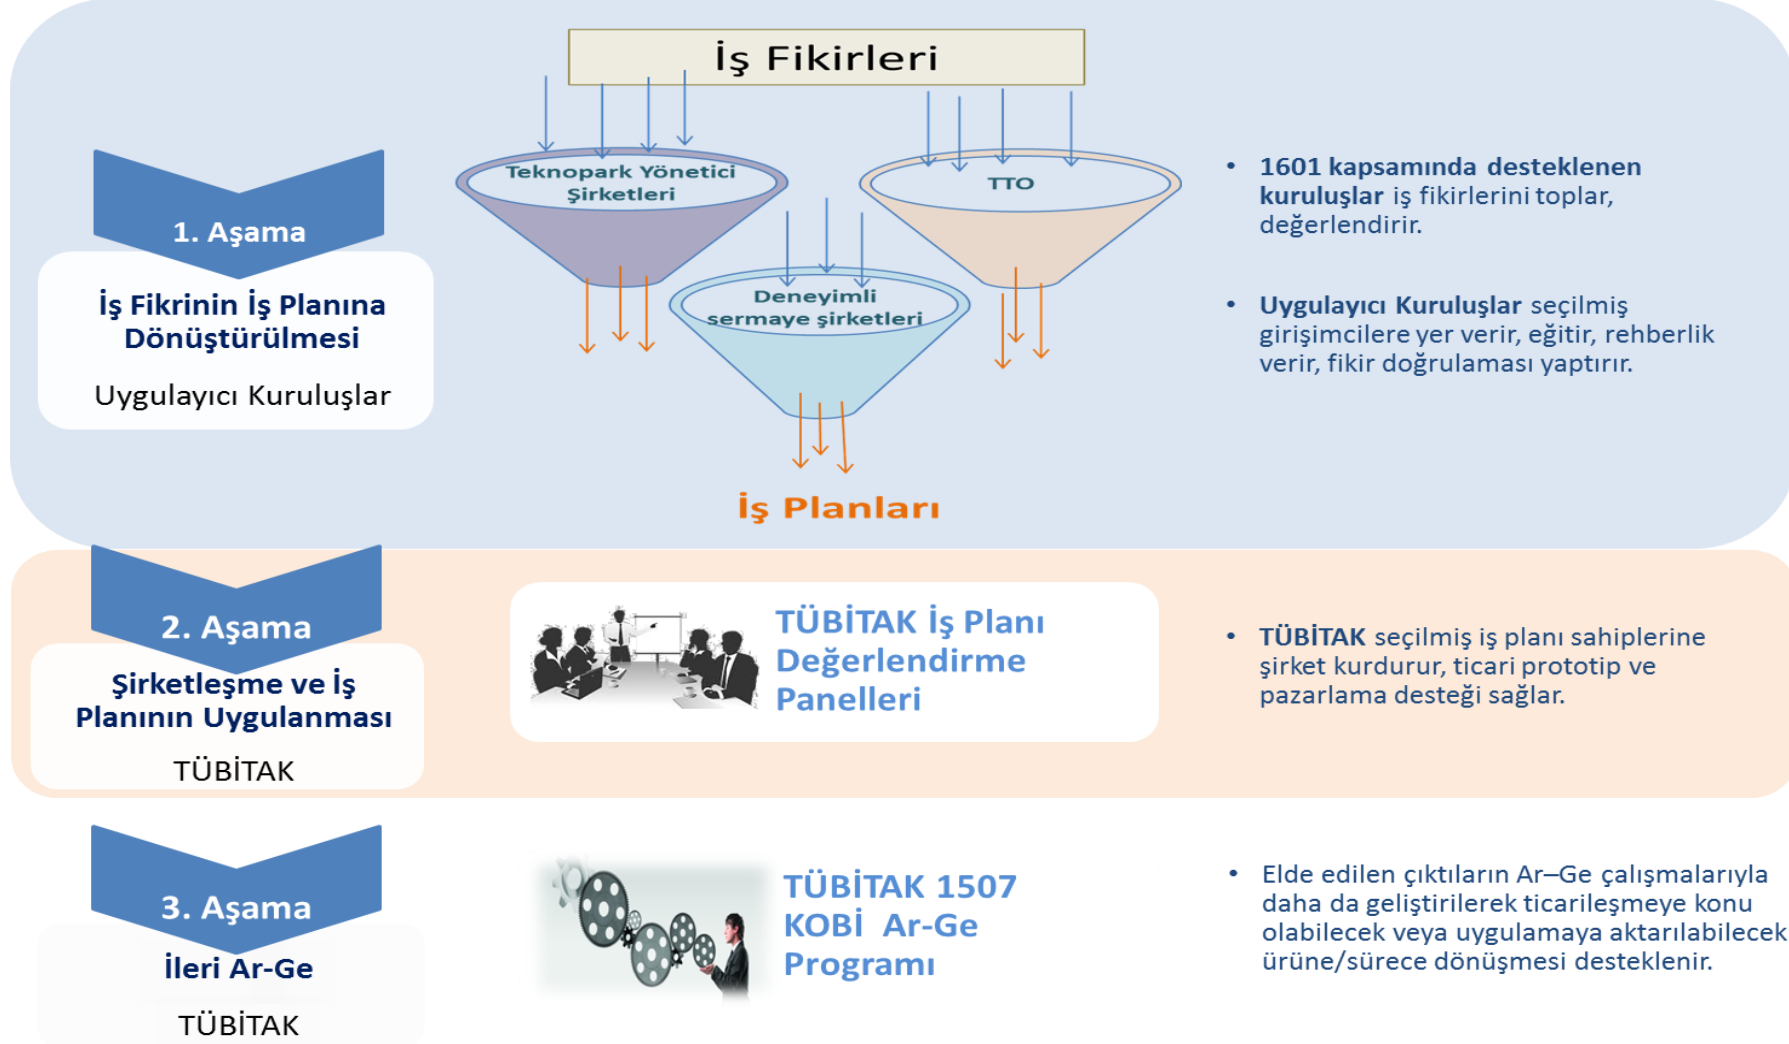 İş Fikirleri
Teknopark Yönetici
Şirketleri
TTO
Deneyimli
sermaye şirketleri
İş Planları
1. Aşama
İş Fikrinin İş Planına
Dönüştürülmesi
Uygulayıcı Kuruluşlar
• 1601 kapsamında desteklenen
kuruluşlar iş fikirlerini toplar,
değerlendirir.
• Uygulayıcı Kuruluşlar seçilmiş
girişimcilere yer verir, eğitir, rehberlik
verir, fikir doğrulaması yaptırır.
2. Aşama
Şirketleşme ve İş
Planının Uygulanması
TÜBİTAK
TÜBİTAK İş Planı
Değerlendirme
Panelleri
• TÜBİTAK seçilmiş iş planı sahiplerine
şirket kurdurur, ticari prototip ve
pazarlama desteği sağlar.
3. Aşama
İleri Ar-Ge
TÜBİTAK
TÜBİTAK 1507
KOBİ Ar-Ge
Programı
• Elde edilen çıktıların Ar–Ge çalışmalarıyla
daha da geliştirilerek ticarileşmeye konu
olabilecek veya uygulamaya aktarılabilecek
ürüne/sürece dönüşmesi desteklenir.